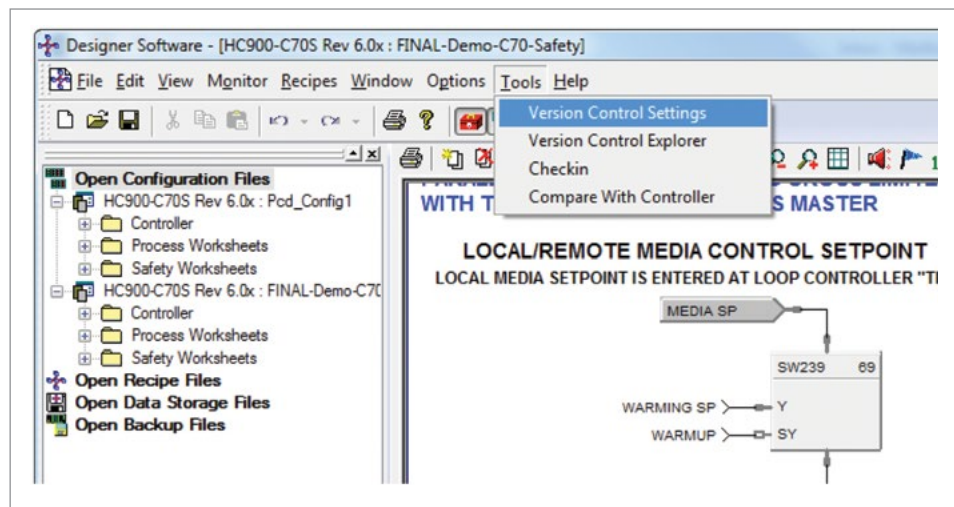 Designer Software - [HC900-C70S Rev 6.0x : FINAL-Demo-C70-Safety]
File Edit View Monitor Recipes Window Options Tools Help
Version Control Settings
Version Control Explorer
Checkin
Compare With Controller
Open Configuration Files
HC900-C70S Rev 6.0x : Pcd_Config1
Controller
Process Worksheets
Safety Worksheets
HC900-C70S Rev 6.0x : FINAL-Demo-C70
Controller
Process Worksheets
Safety Worksheets
Open Recipe Files
Open Data Storage Files
Open Backup Files
WITH T
S MASTER
LOCAL/REMOTE MEDIA CONTROL SETPOINT
LOCAL MEDIA SETPOINT IS ENTERED AT LOOP CONTROLLER "TI
MEDIA SP
SW239 69
WARMING SP Y
WARMUP SY